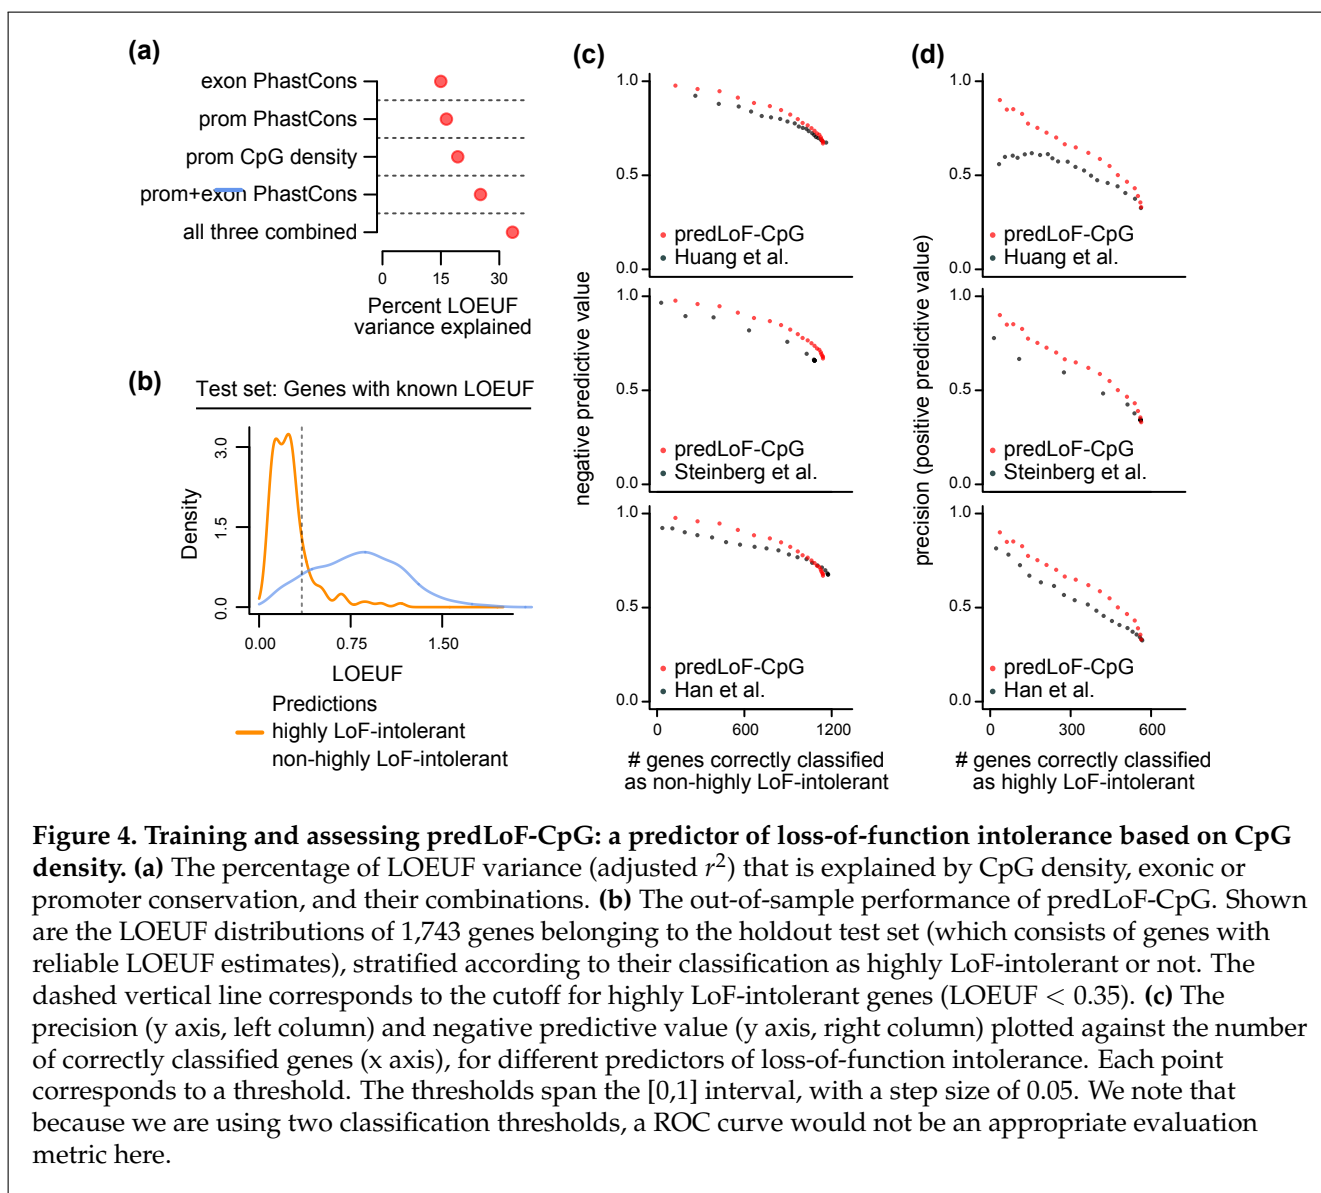 (a)
exon PhastCons
prom PhastCons
prom CpG density
prom+exon PhastCons
all three combined
0 15 30
Percent LOEUF
variance explained
(b)
Test set: Genes with known LOEUF
Density
3.0
1.5
0.0
0.00 0.75 1.50
LOEUF
Predictions
highly LoF-intolerant
non-highly LoF-intolerant
(c)
negative predictive value
1.0
0.5
0.0
predLoF-CpG
Huang et al.
1.0
0.5
0.0
predLoF-CpG
Steinberg et al.
1.0
0.5
0.0
predLoF-CpG
Han et al.
0 600 1200
# genes correctly classified
as non-highly LoF-intolerant
(d)
precision (positive predictive value)
1.0
0.5
0.0
predLoF-CpG
Huang et al.
1.0
0.5
0.0
predLoF-CpG
Steinberg et al.
1.0
0.5
0.0
predLoF-CpG
Han et al.
0 300 600
# genes correctly classified
as highly LoF-intolerant
Figure 4. Training and assessing predLoF-CpG: a predictor of loss-of-function intolerance based on CpG
density. (a) The percentage of LOEUF variance (adjusted r²) that is explained by CpG density, exonic or
promoter conservation, and their combinations. (b) The out-of-sample performance of predLoF-CpG. Shown
are the LOEUF distributions of 1,743 genes belonging to the holdout test set (which consists of genes with
reliable LOEUF estimates), stratified according to their classification as highly LoF-intolerant or not. The
dashed vertical line corresponds to the cutoff for highly LoF-intolerant genes (LOEUF < 0.35). (c) The
precision (y axis, left column) and negative predictive value (y axis, right column) plotted against the number
of correctly classified genes (x axis), for different predictors of loss-of-function intolerance. Each point
corresponds to a threshold. The thresholds span the [0,1] interval, with a step size of 0.05. We note that
because we are using two classification thresholds, a ROC curve would not be an appropriate evaluation
metric here.